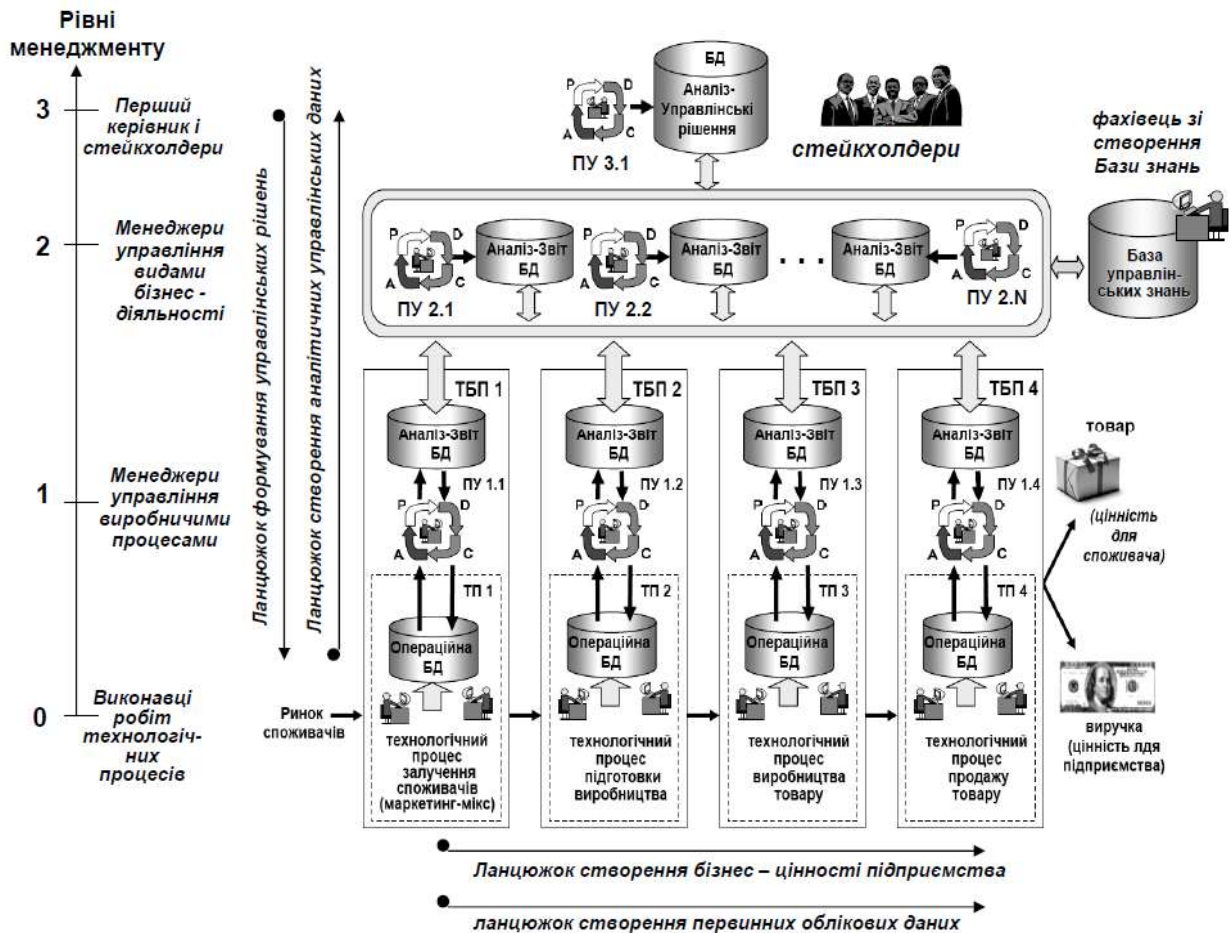 Рівні
менеджменту
3
Перший
керівник і
стейкхолдери
2
Менеджери
управління
видами
бізнес -
діяльності
1
Менеджери
управління
виробничими
процесами
0
Виконавці
робіт
технологіч-
них
процесів
Ланцюжок формування управлінських рішень
Ланцюжок створення аналітичних управлінських даних
P
D
A
C
ПУ 3.1
БД
Аналіз-
Управлінські
рішення
стейкхолдери
фахівець зі
створення
Бази знань
База
управлін-
ських знань
P
D
A
C
ПУ 2.1
Аналіз-Звіт
БД
P
D
A
C
ПУ 2.2
Аналіз-Звіт
БД
. . .
Аналіз-Звіт
БД
P
D
A
C
ПУ 2.N
ТБП 1
Аналіз-Звіт
БД
ПУ 1.1
P
D
A
C
ТП 1
Операційна
БД
технологічний
процес
залучення
споживачів
(маркетинг-мікс)
ТБП 2
Аналіз-Звіт
БД
ПУ 1.2
P
D
A
C
ТП 2
Операційна
БД
технологічний
процес
підготовки
виробництва
ТБП 3
Аналіз-Звіт
БД
ПУ 1.3
P
D
A
C
ТП 3
Операційна
БД
технологічний
процес
виробництва
товару
ТБП 4
Аналіз-Звіт
БД
ПУ 1.4
P
D
A
C
ТП 4
Операційна
БД
технологічний
процес
продажу
товару
Ринок
споживачів
товар
(цінність
для
споживача)
виручка
(цінність лдя
підприємства)
Ланцюжок створення бізнес – цінності підприємства
ланцюжок створення первинних облікових даних